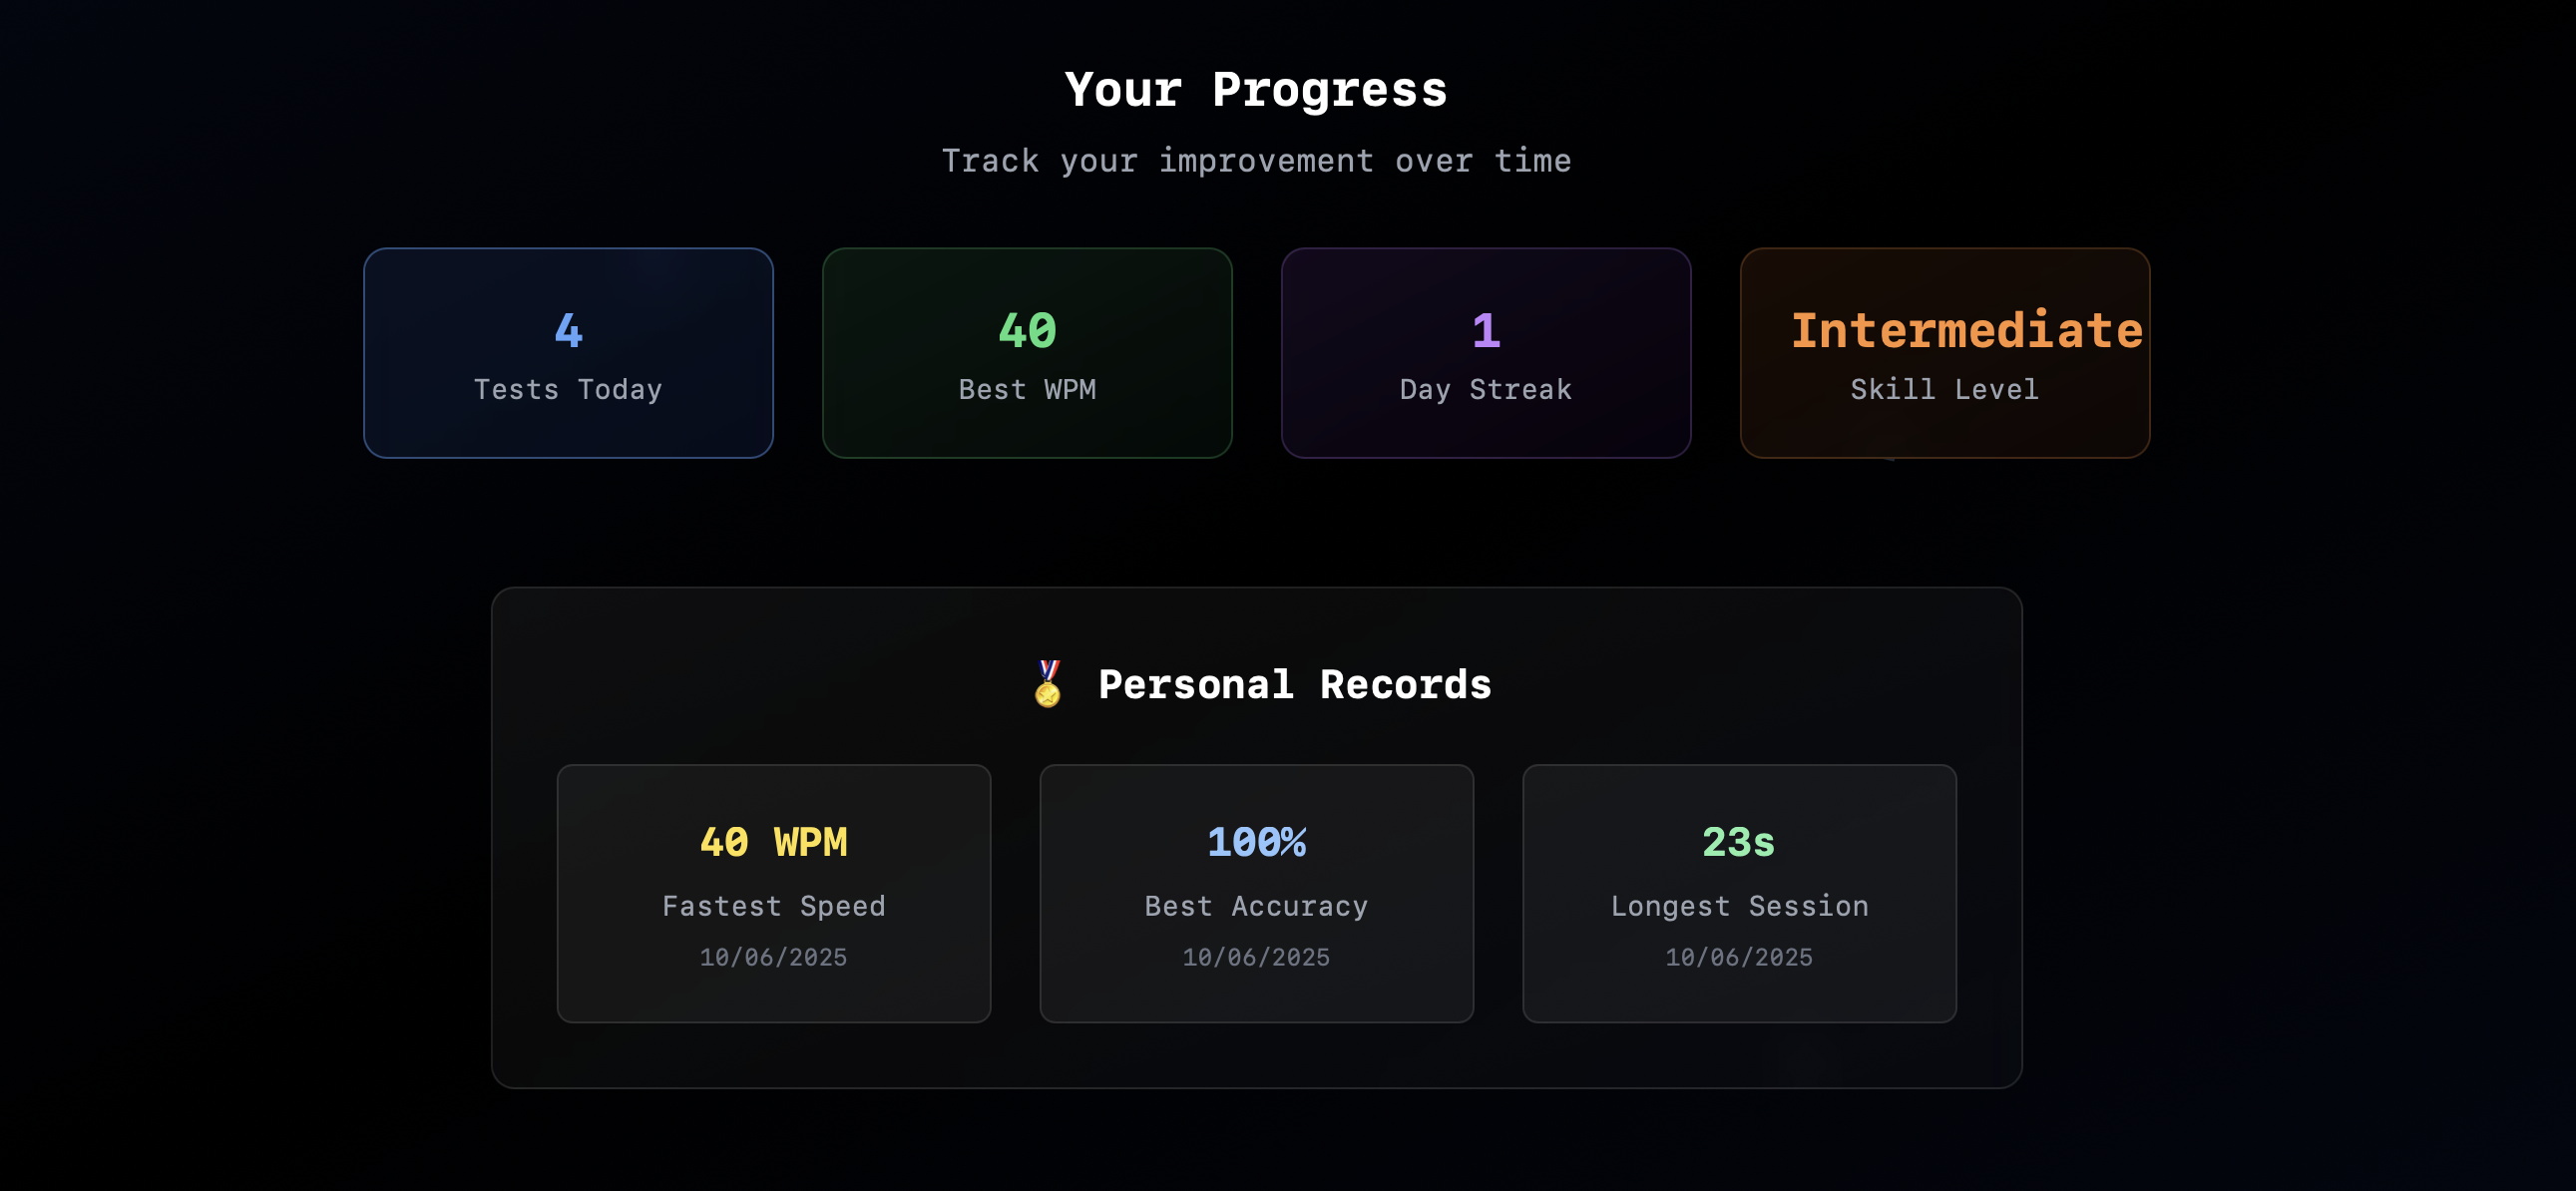 Your Progress
Track your improvement over time
4
Tests Today
40
Best WPM
1
Day Streak
Intermediate
Skill Level
🏅 Personal Records
40 WPM
Fastest Speed
10/06/2025
100%
Best Accuracy
10/06/2025
23s
Longest Session
10/06/2025